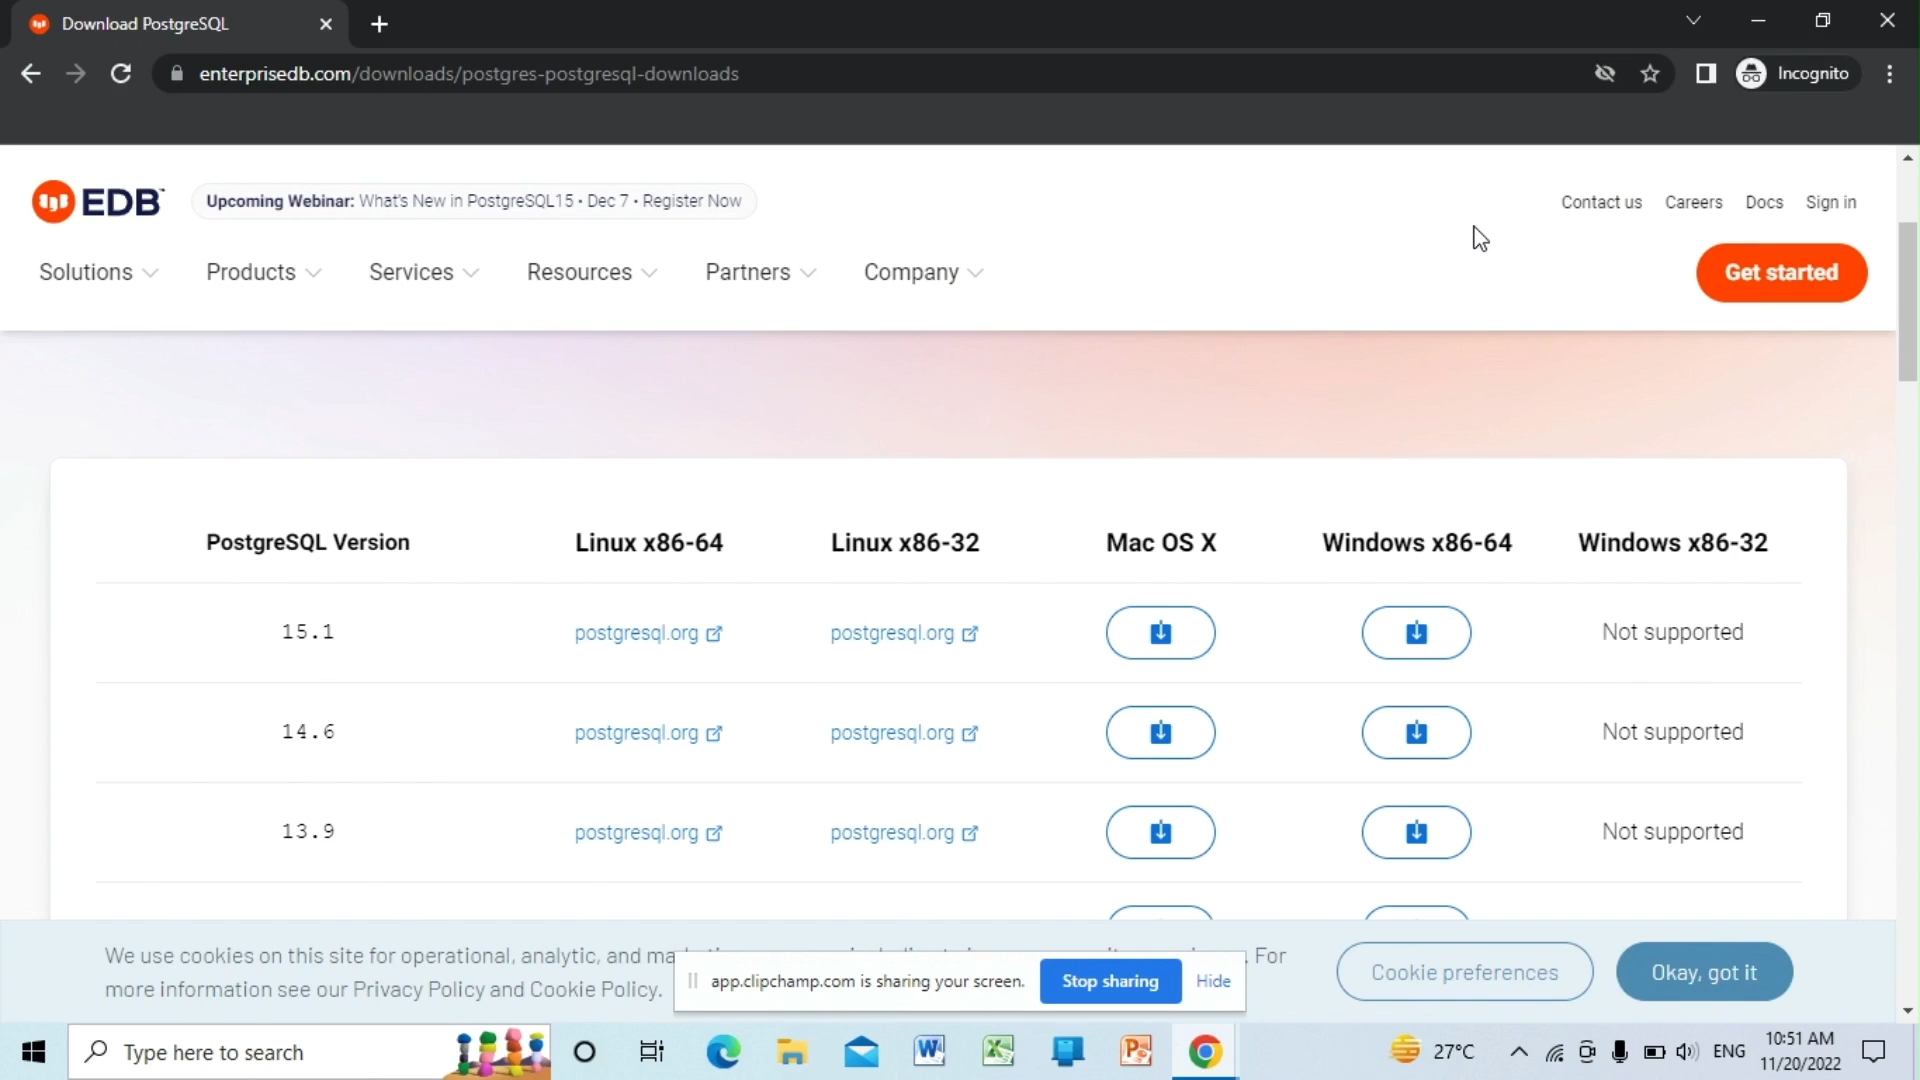 Download PostgreSQL
enterprisedb.com/downloads/postgres-postgresql-downloads
Incognito
EDB™
Upcoming Webinar: What's New in PostgreSQL15 • Dec 7 • Register Now
Contact us Careers Docs Sign in
Solutions Products Services Resources Partners Company
Get started
PostgreSQL Version Linux x86-64 Linux x86-32 Mac OS X Windows x86-64 Windows x86-32
15.1 postgresql.org postgresql.org Not supported
14.6 postgresql.org postgresql.org Not supported
13.9 postgresql.org postgresql.org Not supported
We use cookies on this site for operational, analytic, and . For
more information see our Privacy Policy and Cookie Policy.
app.clipchamp.com is sharing your screen. Stop sharing Hide
Cookie preferences Okay, got it
Type here to search
27°C ENG
10:51 AM
11/20/2022